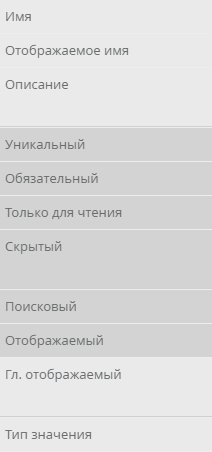 Имя
Отображаемое имя
Описание
Уникальный
Обязательный
Только для чтения
Скрытый
Поисковый
Отображаемый
Гл. отображаемый
Тип значения